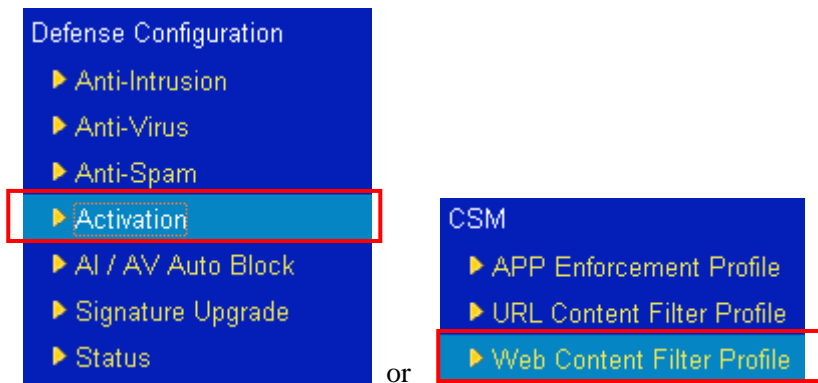 Defense Configuration
Anti-Intrusion
Anti-Virus
Anti-Spam
Activation
AI / AV Auto Block
Signature Upgrade
Status
or
CSM
APP Enforcement Profile
URL Content Filter Profile
Web Content Filter Profile